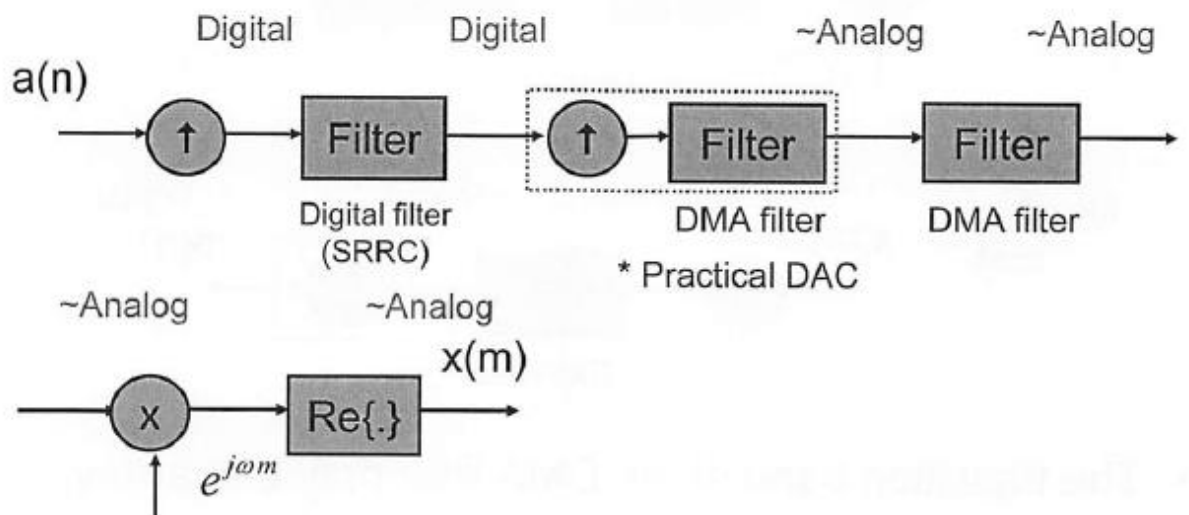 Digital Digital ~Analog ~Analog
a(n)
↑ Filter ↑ Filter Filter
Digital filter DMA filter DMA filter
(SRRC)
* Practical DAC
~Analog ~Analog
x(m)
x Re{.}
e^{jωm}